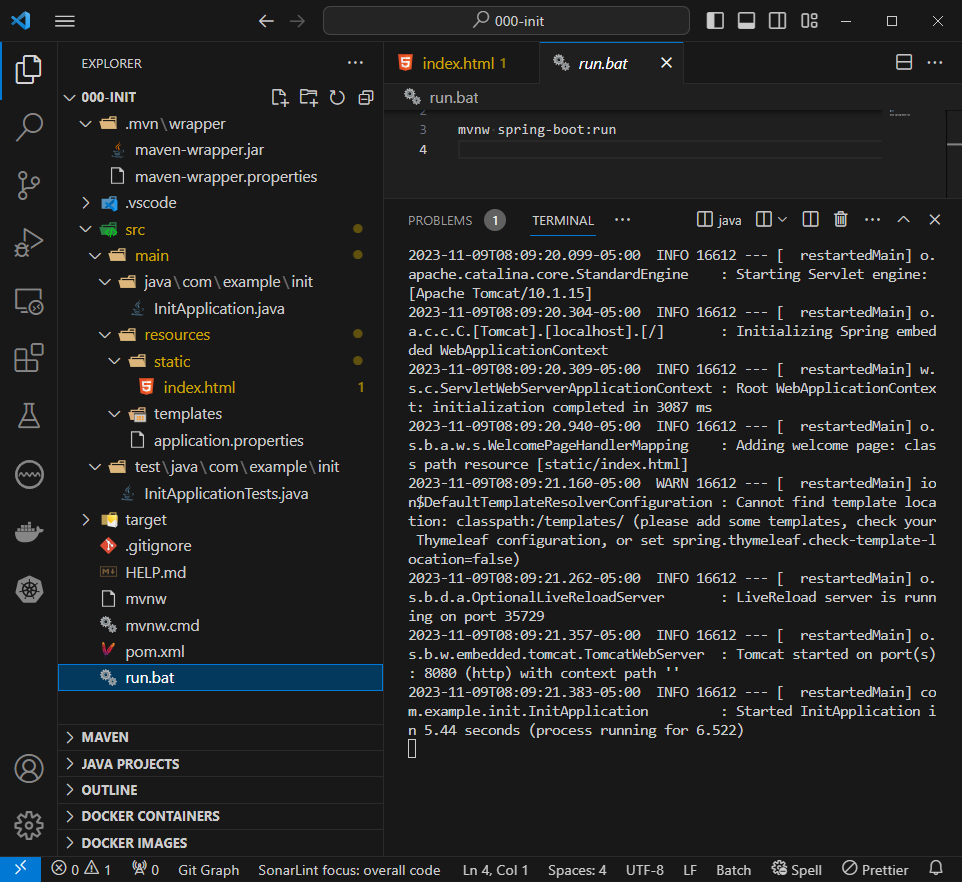 000-init
EXPLORER
000-INIT
.mvn\wrapper
maven-wrapper.jar
maven-wrapper.properties
.vscode
src
main
java\com\example\init
InitApplication.java
resources
static
index.html 1
templates
application.properties
test\java\com\example\init
InitApplicationTests.java
target
.gitignore
HELP.md
mvnw
mvnw.cmd
pom.xml
run.bat
MAVEN
JAVA PROJECTS
OUTLINE
DOCKER CONTAINERS
DOCKER IMAGES
index.html 1 run.bat
run.bat
2
3 mvnw spring-boot:run
4
PROBLEMS 1 TERMINAL java
2023-11-09T08:09:20.099-05:00  INFO 16612 --- [  restartedMain] o.
apache.catalina.core.StandardEngine    : Starting Servlet engine:
[Apache Tomcat/10.1.15]
2023-11-09T08:09:20.304-05:00  INFO 16612 --- [  restartedMain] o.
a.c.c.C.[Tomcat].[localhost].[/]       : Initializing Spring embed
ded WebApplicationContext
2023-11-09T08:09:20.309-05:00  INFO 16612 --- [  restartedMain] w.
s.c.ServletWebServerApplicationContext : Root WebApplicationContex
t: initialization completed in 3087 ms
2023-11-09T08:09:20.940-05:00  INFO 16612 --- [  restartedMain] o.
s.b.a.w.s.WelcomePageHandlerMapping    : Adding welcome page: clas
s path resource [static/index.html]
2023-11-09T08:09:21.160-05:00  WARN 16612 --- [  restartedMain] io
n$DefaultTemplateResolverConfiguration : Cannot find template loca
tion: classpath:/templates/ (please add some templates, check your
 Thymeleaf configuration, or set spring.thymeleaf.check-template-l
ocation=false)
2023-11-09T08:09:21.262-05:00  INFO 16612 --- [  restartedMain] o.
s.b.d.a.OptionalLiveReloadServer       : LiveReload server is runn
ing on port 35729
2023-11-09T08:09:21.357-05:00  INFO 16612 --- [  restartedMain] o.
s.b.w.embedded.tomcat.TomcatWebServer  : Tomcat started on port(s)
: 8080 (http) with context path ''
2023-11-09T08:09:21.383-05:00  INFO 16612 --- [  restartedMain] co
m.example.init.InitApplication         : Started InitApplication i
n 5.44 seconds (process running for 6.522)
0 1 0 Git Graph SonarLint focus: overall code Ln 4, Col 1 Spaces: 4 UTF-8 LF Batch Spell Prettier